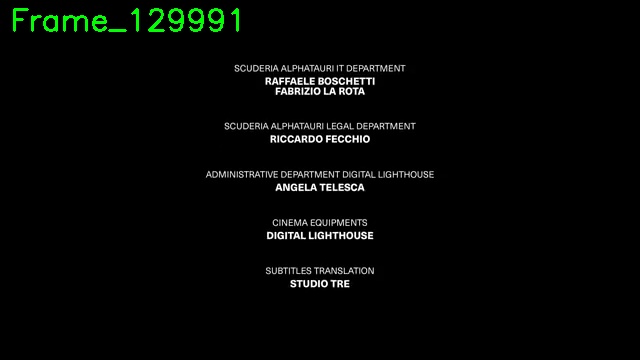 Frame_129991
SCUDERIA ALPHATAURI IT DEPARTMENT
RAFFAELE BOSCHETTI
FABRIZIO LA ROTA
SCUDERIA ALPHATAURI LEGAL DEPARTMENT
RICCARDO FECCHIO
ADMINISTRATIVE DEPARTMENT DIGITAL LIGHTHOUSE
ANGELA TELESCA
CINEMA EQUIPMENTS
DIGITAL LIGHTHOUSE
SUBTITLES TRANSLATION
STUDIO TRE